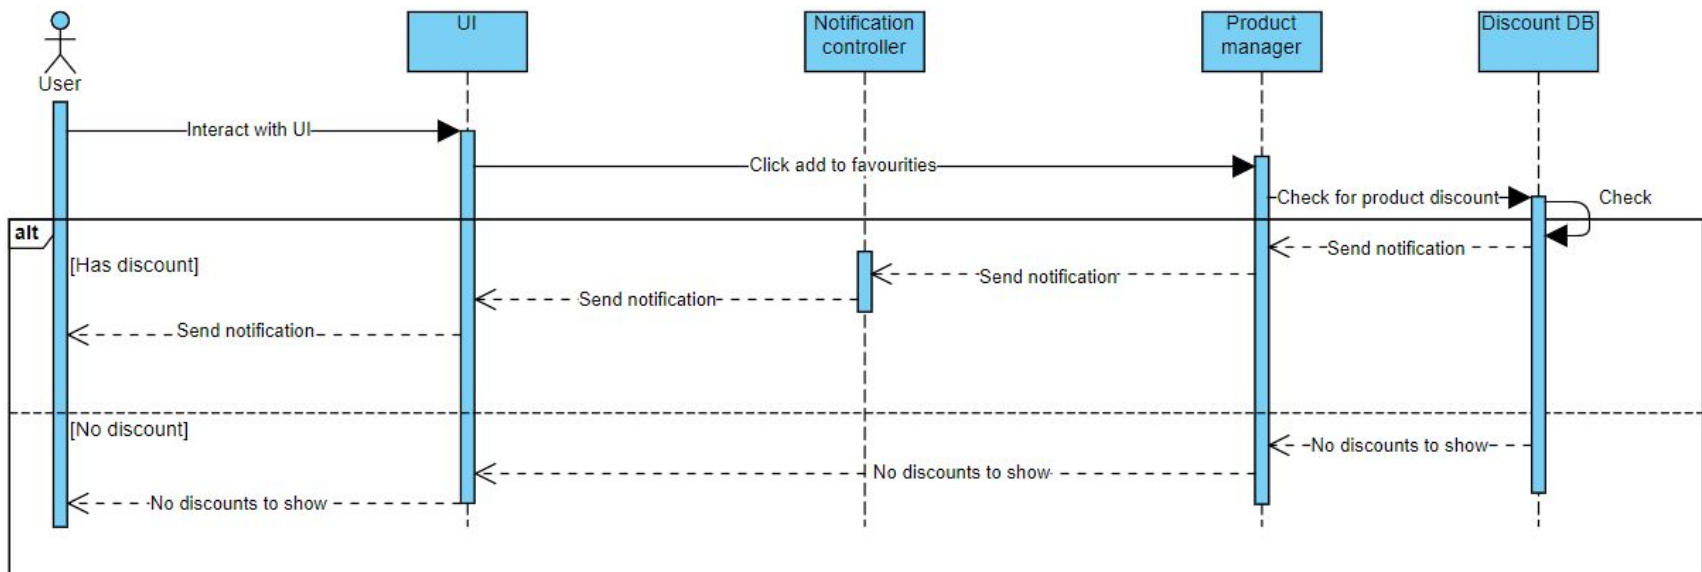 User
UI
Notification
controller
Product
manager
Discount DB
Interact with UI
Click add to favourities
Check for product discount
Check
alt
[Has discount]
Send notification
Send notification
Send notification
Send notification
[No discount]
No discounts to show
No discounts to show
No discounts to show